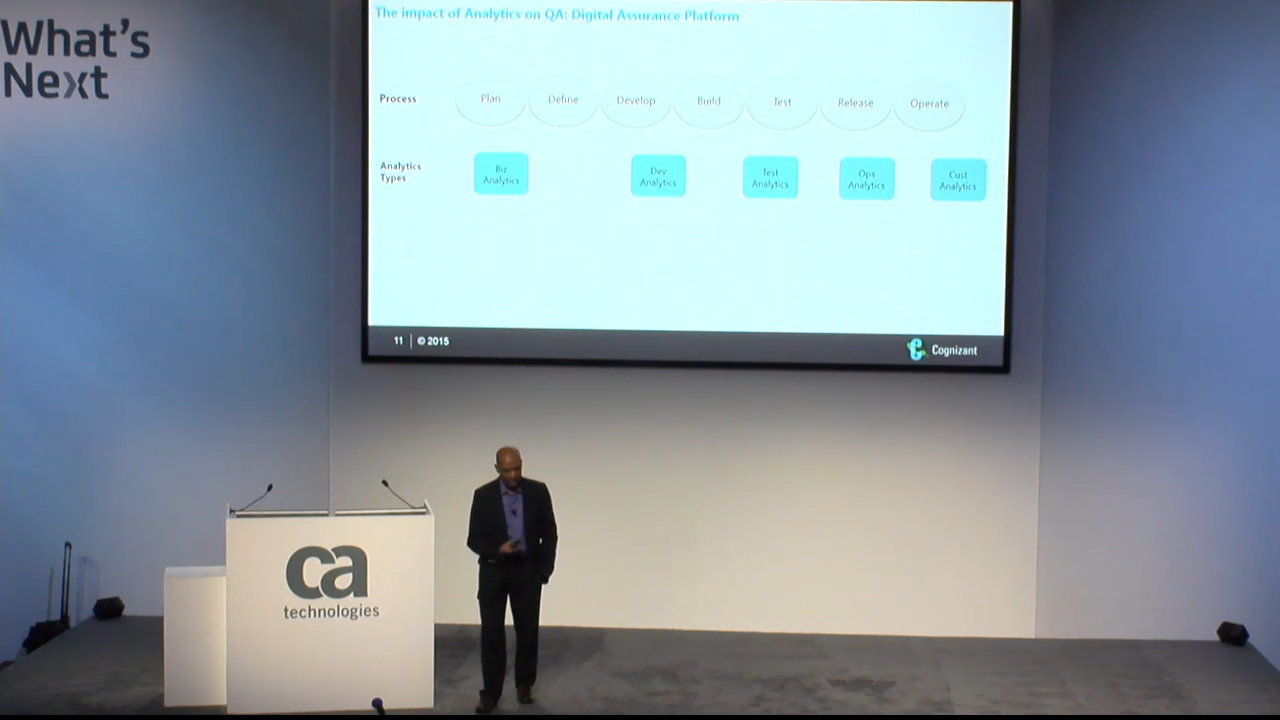 What's
Next
The impact of Analytics on QA: Digital Assurance Platform
Process
Plan
Define
Develop
Build
Test
Release
Operate
Analytics
Types
Biz
Analytics
Dev
Analytics
Test
Analytics
Ops
Analytics
Cust
Analytics
11 | © 2015
Cognizant
ca
technologies